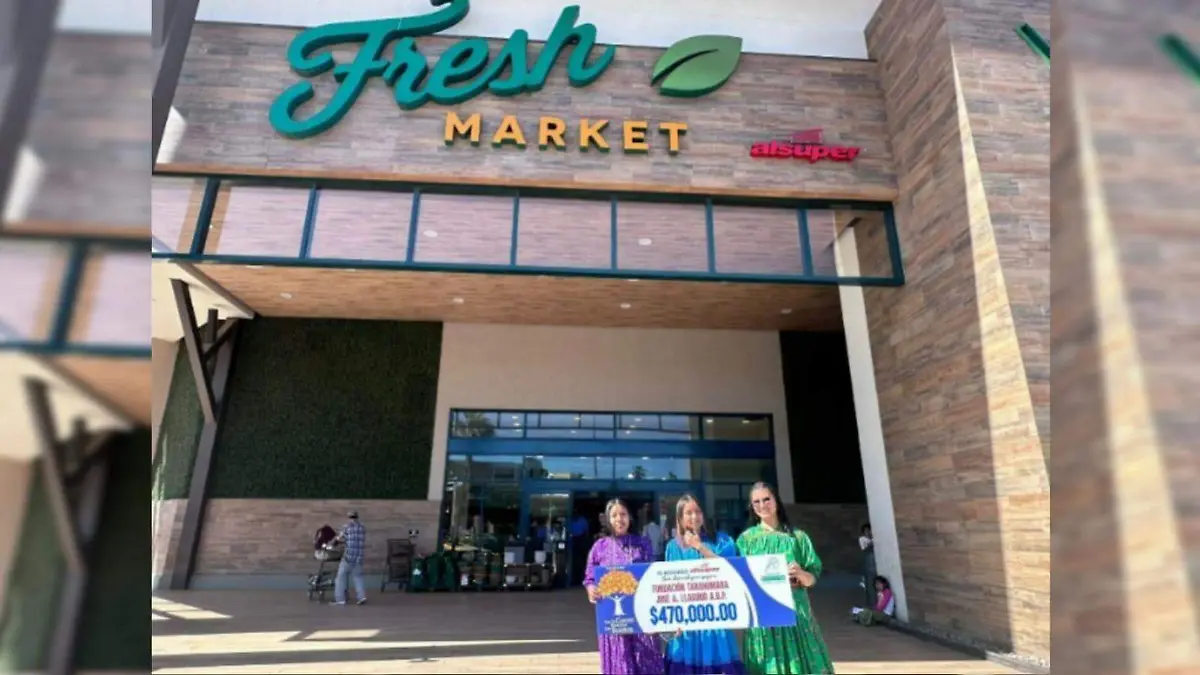 Fresh
MARKET
alsuper
FUNDACIÓN TARAHUMARA
JOSÉ A. LLAGUNO A.B.P.
$470,000.00